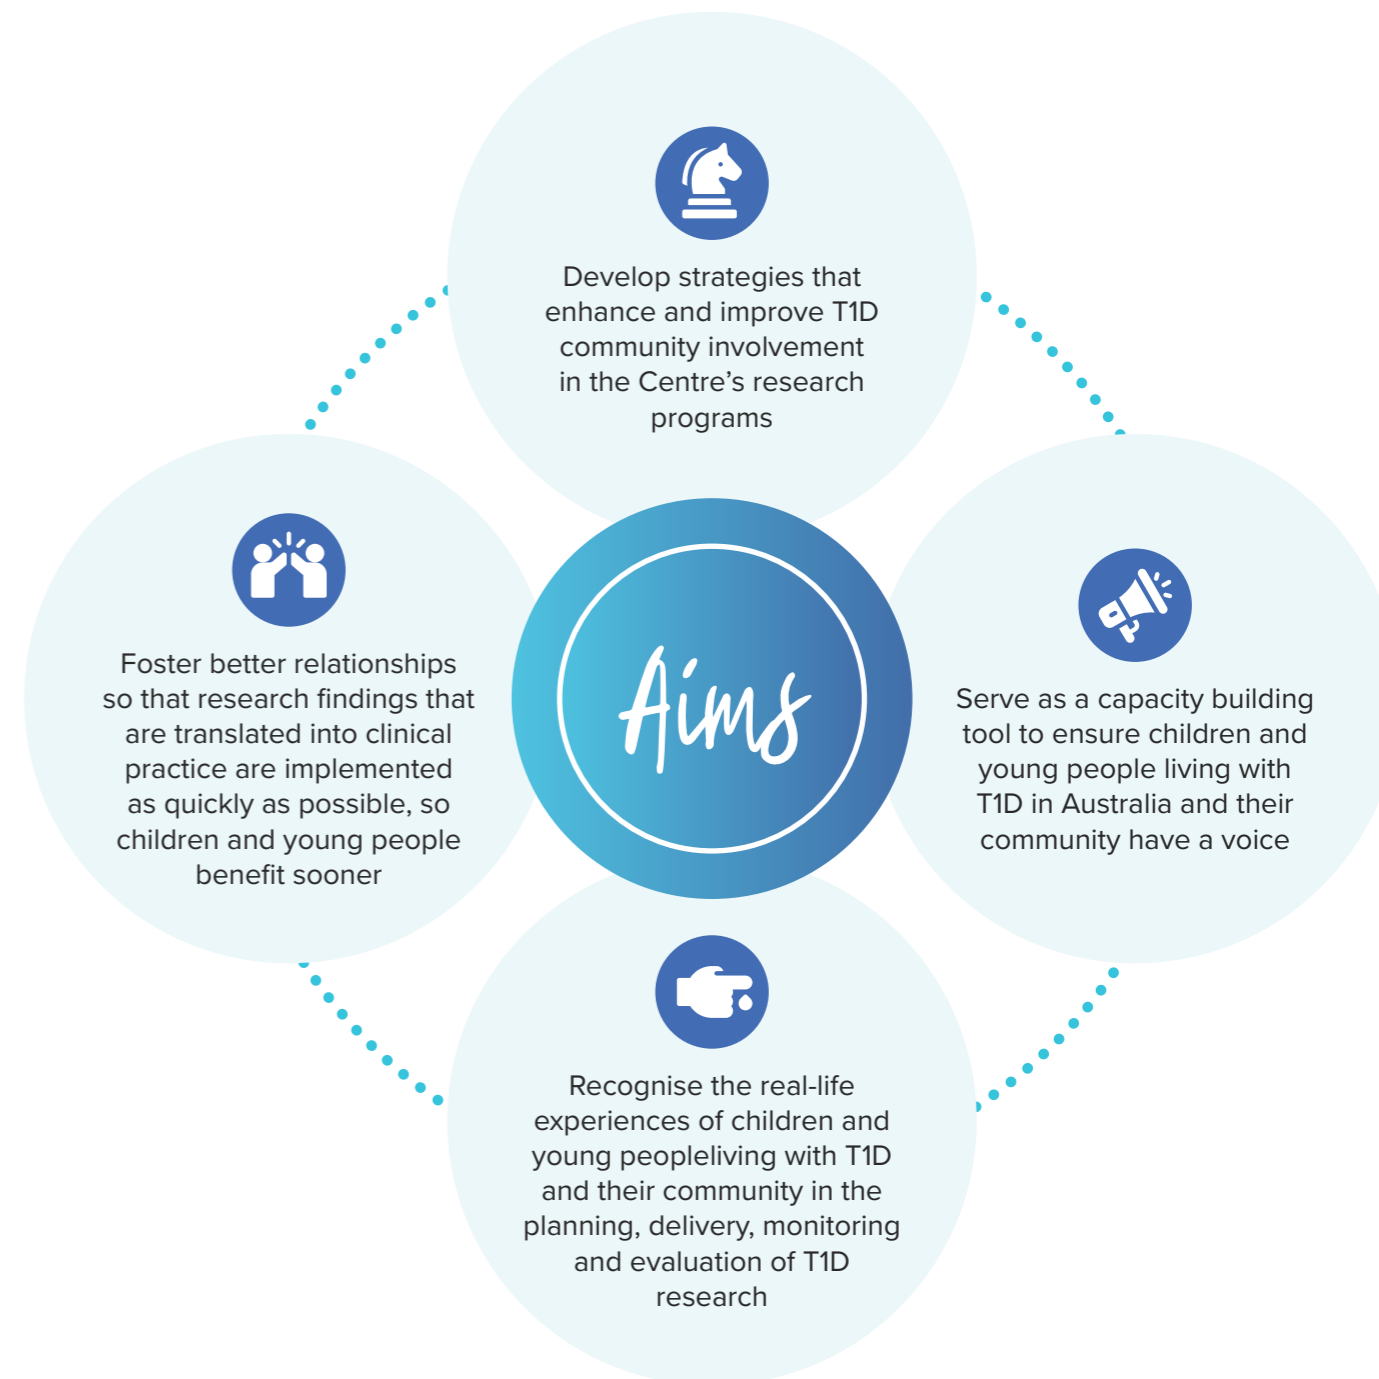 Develop strategies that
enhance and improve T1D
community involvement
in the Centre’s research
programs
Foster better relationships
so that research findings that
are translated into clinical
practice are implemented
as quickly as possible, so
children and young people
benefit sooner
Aims
Serve as a capacity building
tool to ensure children and
young people living with
T1D in Australia and their
community have a voice
Recognise the real-life
experiences of children and
young peopleliving with T1D
and their community in the
planning, delivery, monitoring
and evaluation of T1D
research